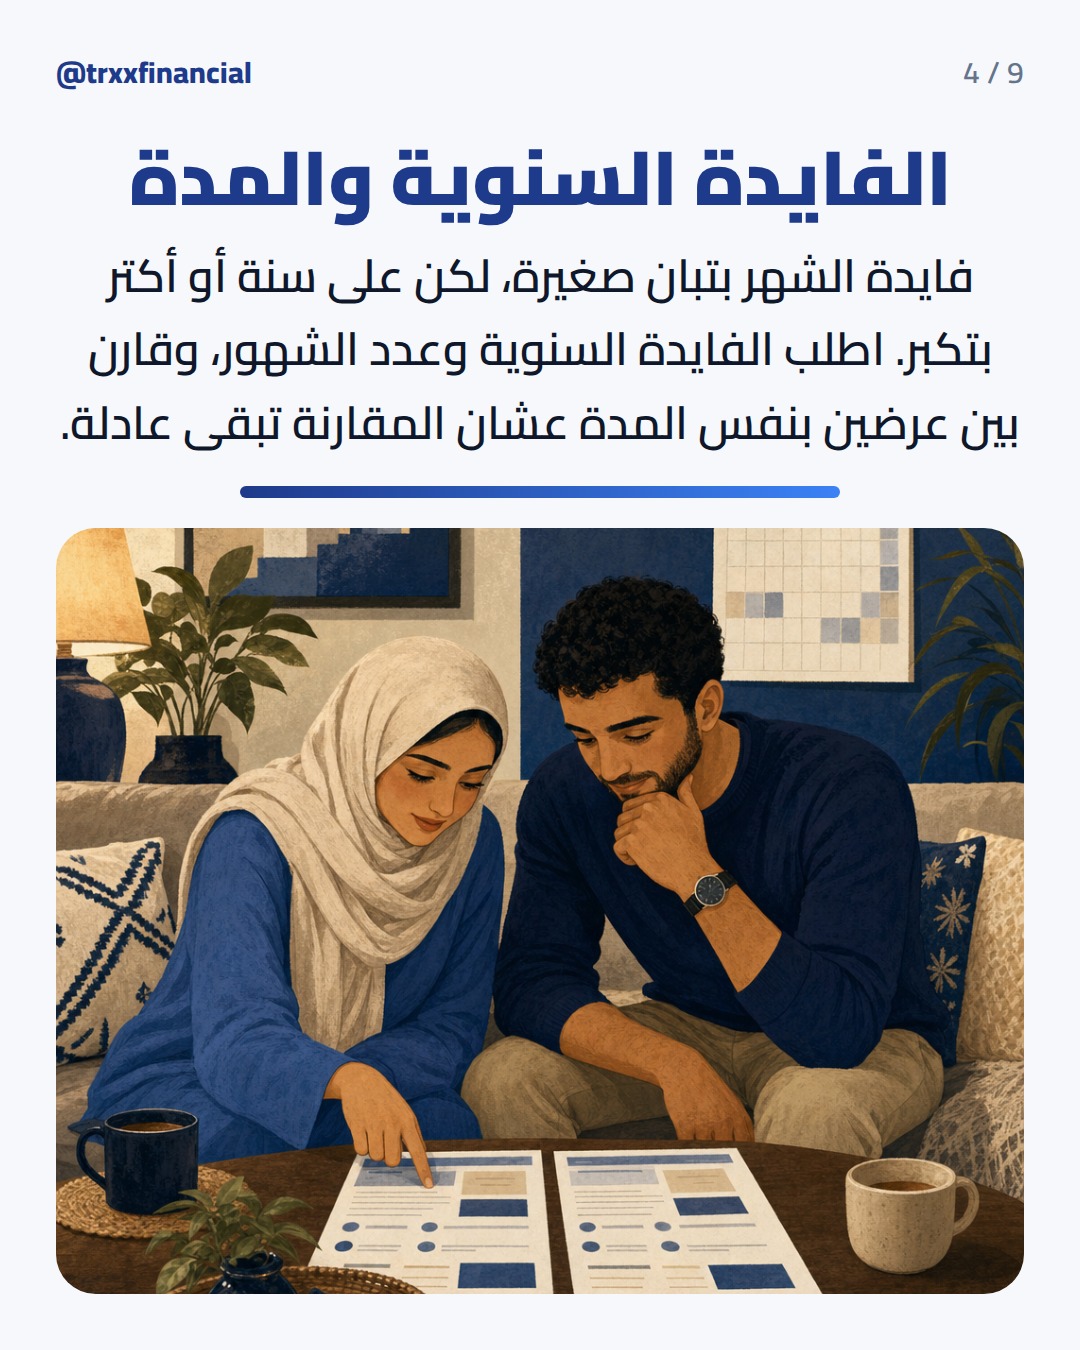 @trxxfinancial
4 / 9
الفايدة السنوية والمدة
فايدة الشهر بتبان صغيرة، لكن على سنة أو أكتر
بتكبر. اطلب الفايدة السنوية وعدد الشهور، وقارن
بين عرضين بنفس المدة عشان المقارنة تبقى عادلة.